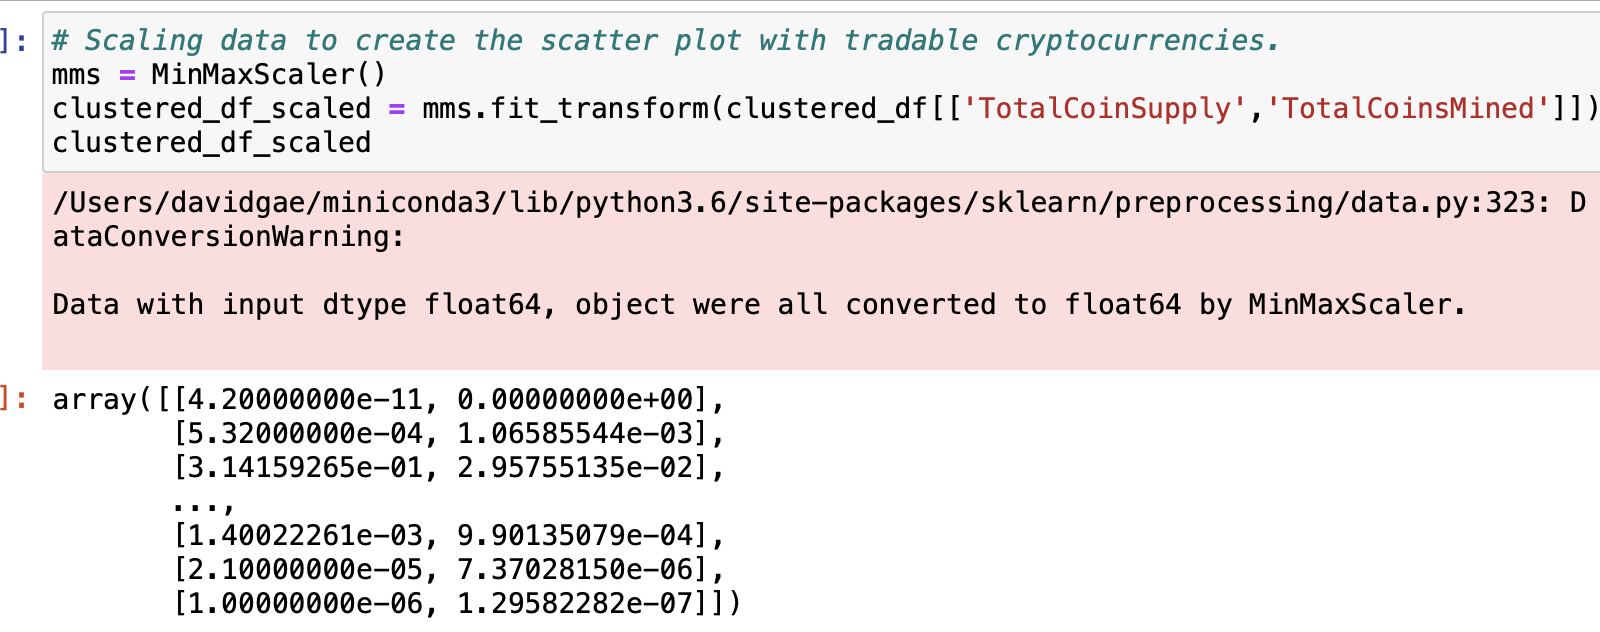 ]: # Scaling data to create the scatter plot with tradable cryptocurrencies.
mms = MinMaxScaler()
clustered_df_scaled = mms.fit_transform(clustered_df[['TotalCoinSupply','TotalCoinsMined']])
clustered_df_scaled
/Users/davidgae/miniconda3/lib/python3.6/site-packages/sklearn/preprocessing/data.py:323: D
ataConversionWarning:
Data with input dtype float64, object were all converted to float64 by MinMaxScaler.
]: array([[4.20000000e-11, 0.00000000e+00],
[5.32000000e-04, 1.06585544e-03],
[3.14159265e-01, 2.95755135e-02],
...,
[1.40022261e-03, 9.90135079e-04],
[2.10000000e-05, 7.37028150e-06],
[1.00000000e-06, 1.29582282e-07]])